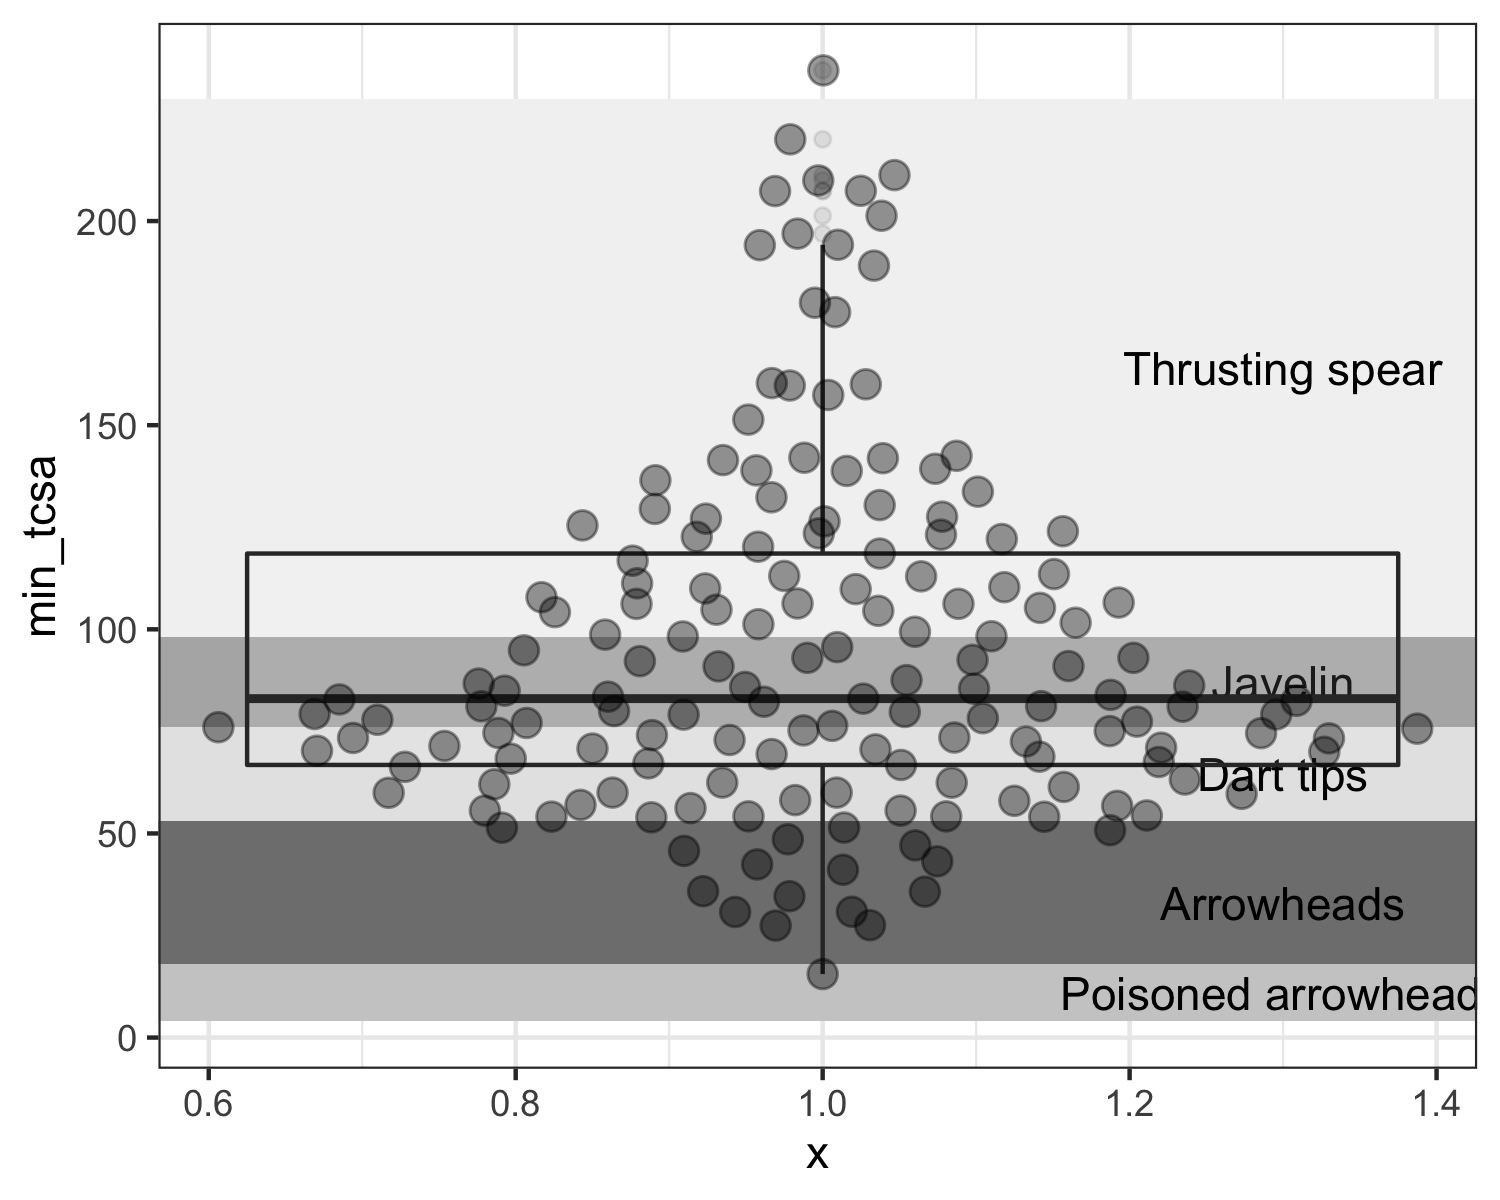 min_tcsa
200
150
100
50
0
Thrusting spear
Javelin
Dart tips
Arrowheads
Poisoned arrowhead
0.6 0.8 1.0 1.2 1.4
x